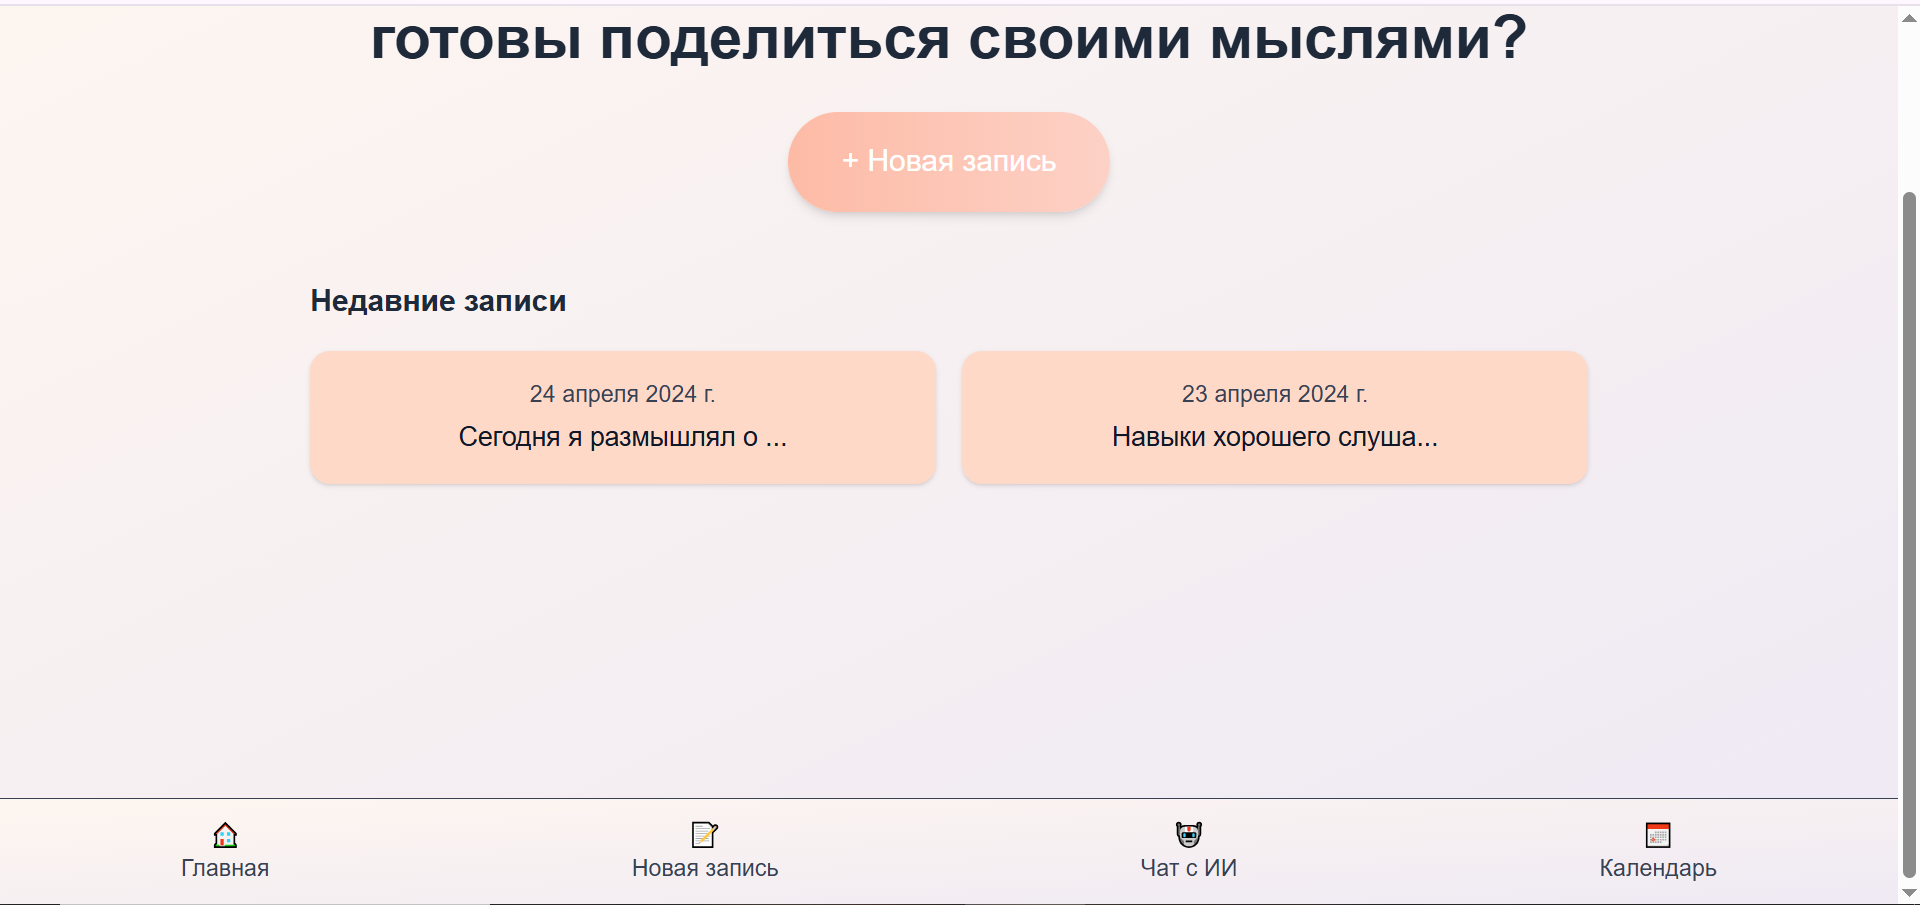 готовы поделиться своими мыслями?
+ Новая запись
Недавние записи
24 апреля 2024 г.
Сегодня я размышлял о ...
23 апреля 2024 г.
Навыки хорошего слуша...
Главная
Новая запись
Чат с ИИ
Календарь